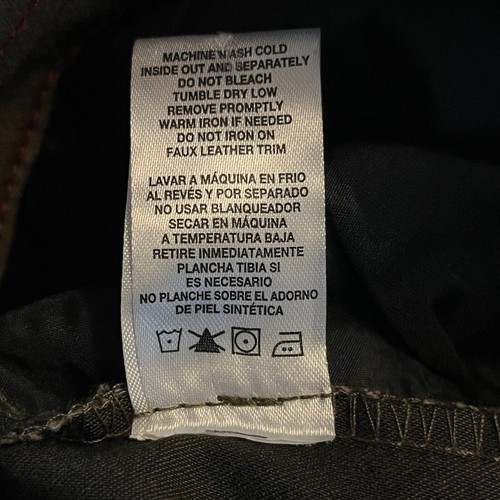 MACHINE WASH COLD
INSIDE OUT AND SEPARATELY
DO NOT BLEACH
TUMBLE DRY LOW
REMOVE PROMPTLY
WARM IRON IF NEEDED
DO NOT IRON ON
FAUX LEATHER TRIM
LAVAR A MÁQUINA EN FRIO
AL REVÉS Y POR SEPARADO
NO USAR BLANQUEADOR
SECAR EN MÁQUINA
A TEMPERATURA BAJA
RETIRE INMEDIATAMENTE
PLANCHA TIBIA SI
ES NECESARIO
NO PLANCHE SOBRE EL ADORNO
DE PIEL SINTÉTICA